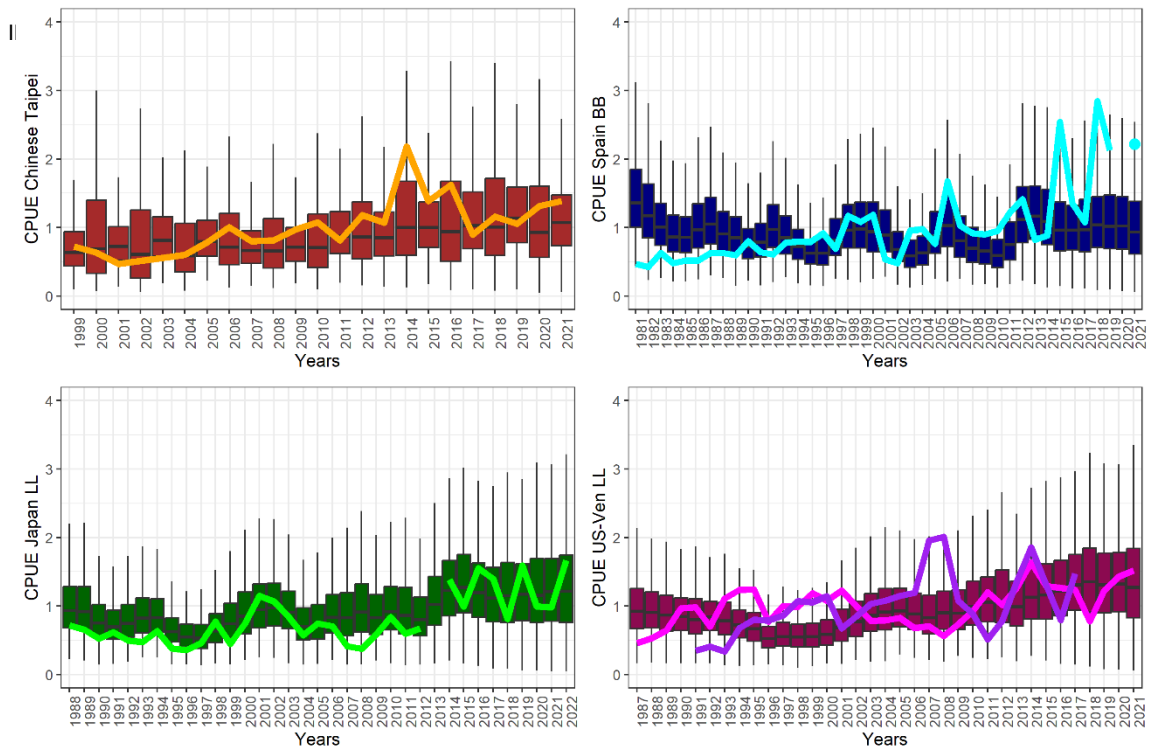 CPUE Chinese Taipei
4
3
2
1
0
1999 2000 2001 2002 2003 2004 2005 2006 2007 2008 2009 2010 2011 2012 2013 2014 2015 2016 2017 2018 2019 2020 2021
Years
CPUE Spain BB
4
3
2
1
0
1981 1982 1983 1984 1985 1986 1987 1988 1989 1990 1991 1992 1993 1994 1995 1996 1997 1998 1999 2000 2001 2002 2003 2004 2005 2006 2007 2008 2009 2010 2011 2012 2013 2014 2015 2016 2017 2018 2019 2020 2021
Years
CPUE Japan LL
4
3
2
1
0
1988 1989 1990 1991 1992 1993 1994 1995 1996 1997 1998 1999 2000 2001 2002 2003 2004 2005 2006 2007 2008 2009 2010 2011 2012 2013 2014 2015 2016 2017 2018 2019 2020 2021 2022
Years
CPUE US-Ven LL
4
3
2
1
0
1987 1988 1989 1990 1991 1992 1993 1994 1995 1996 1997 1998 1999 2000 2001 2002 2003 2004 2005 2006 2007 2008 2009 2010 2011 2012 2013 2014 2015 2016 2017 2018 2019 2020 2021
Years